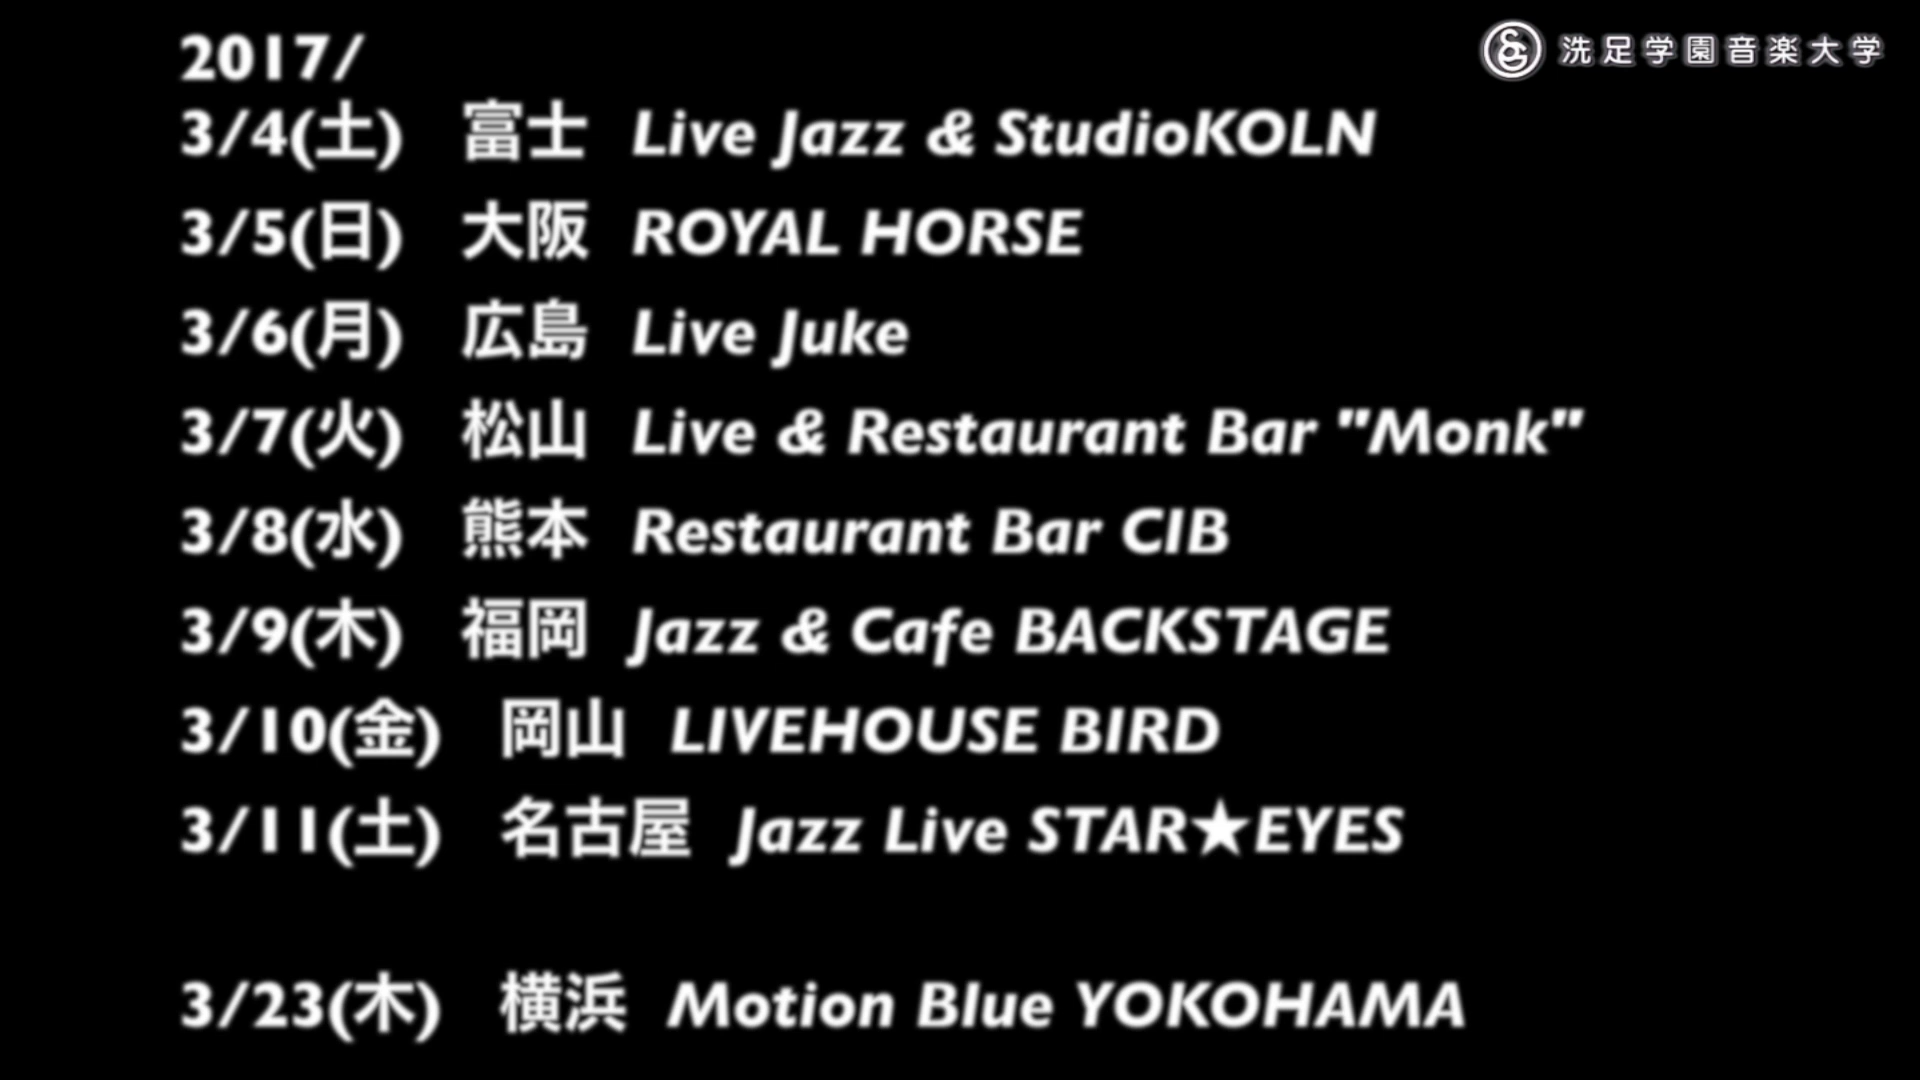 2017/
洗足学園音楽大学
3/4(土) 富士 Live Jazz & StudioKOLN
3/5(日) 大阪 ROYAL HORSE
3/6(月) 広島 Live Juke
3/7(火) 松山 Live & Restaurant Bar "Monk"
3/8(水) 熊本 Restaurant Bar CIB
3/9(木) 福岡 Jazz & Cafe BACKSTAGE
3/10(金) 岡山 LIVEHOUSE BIRD
3/11(土) 名古屋 Jazz Live STAR★EYES
3/23(木) 横浜 Motion Blue YOKOHAMA